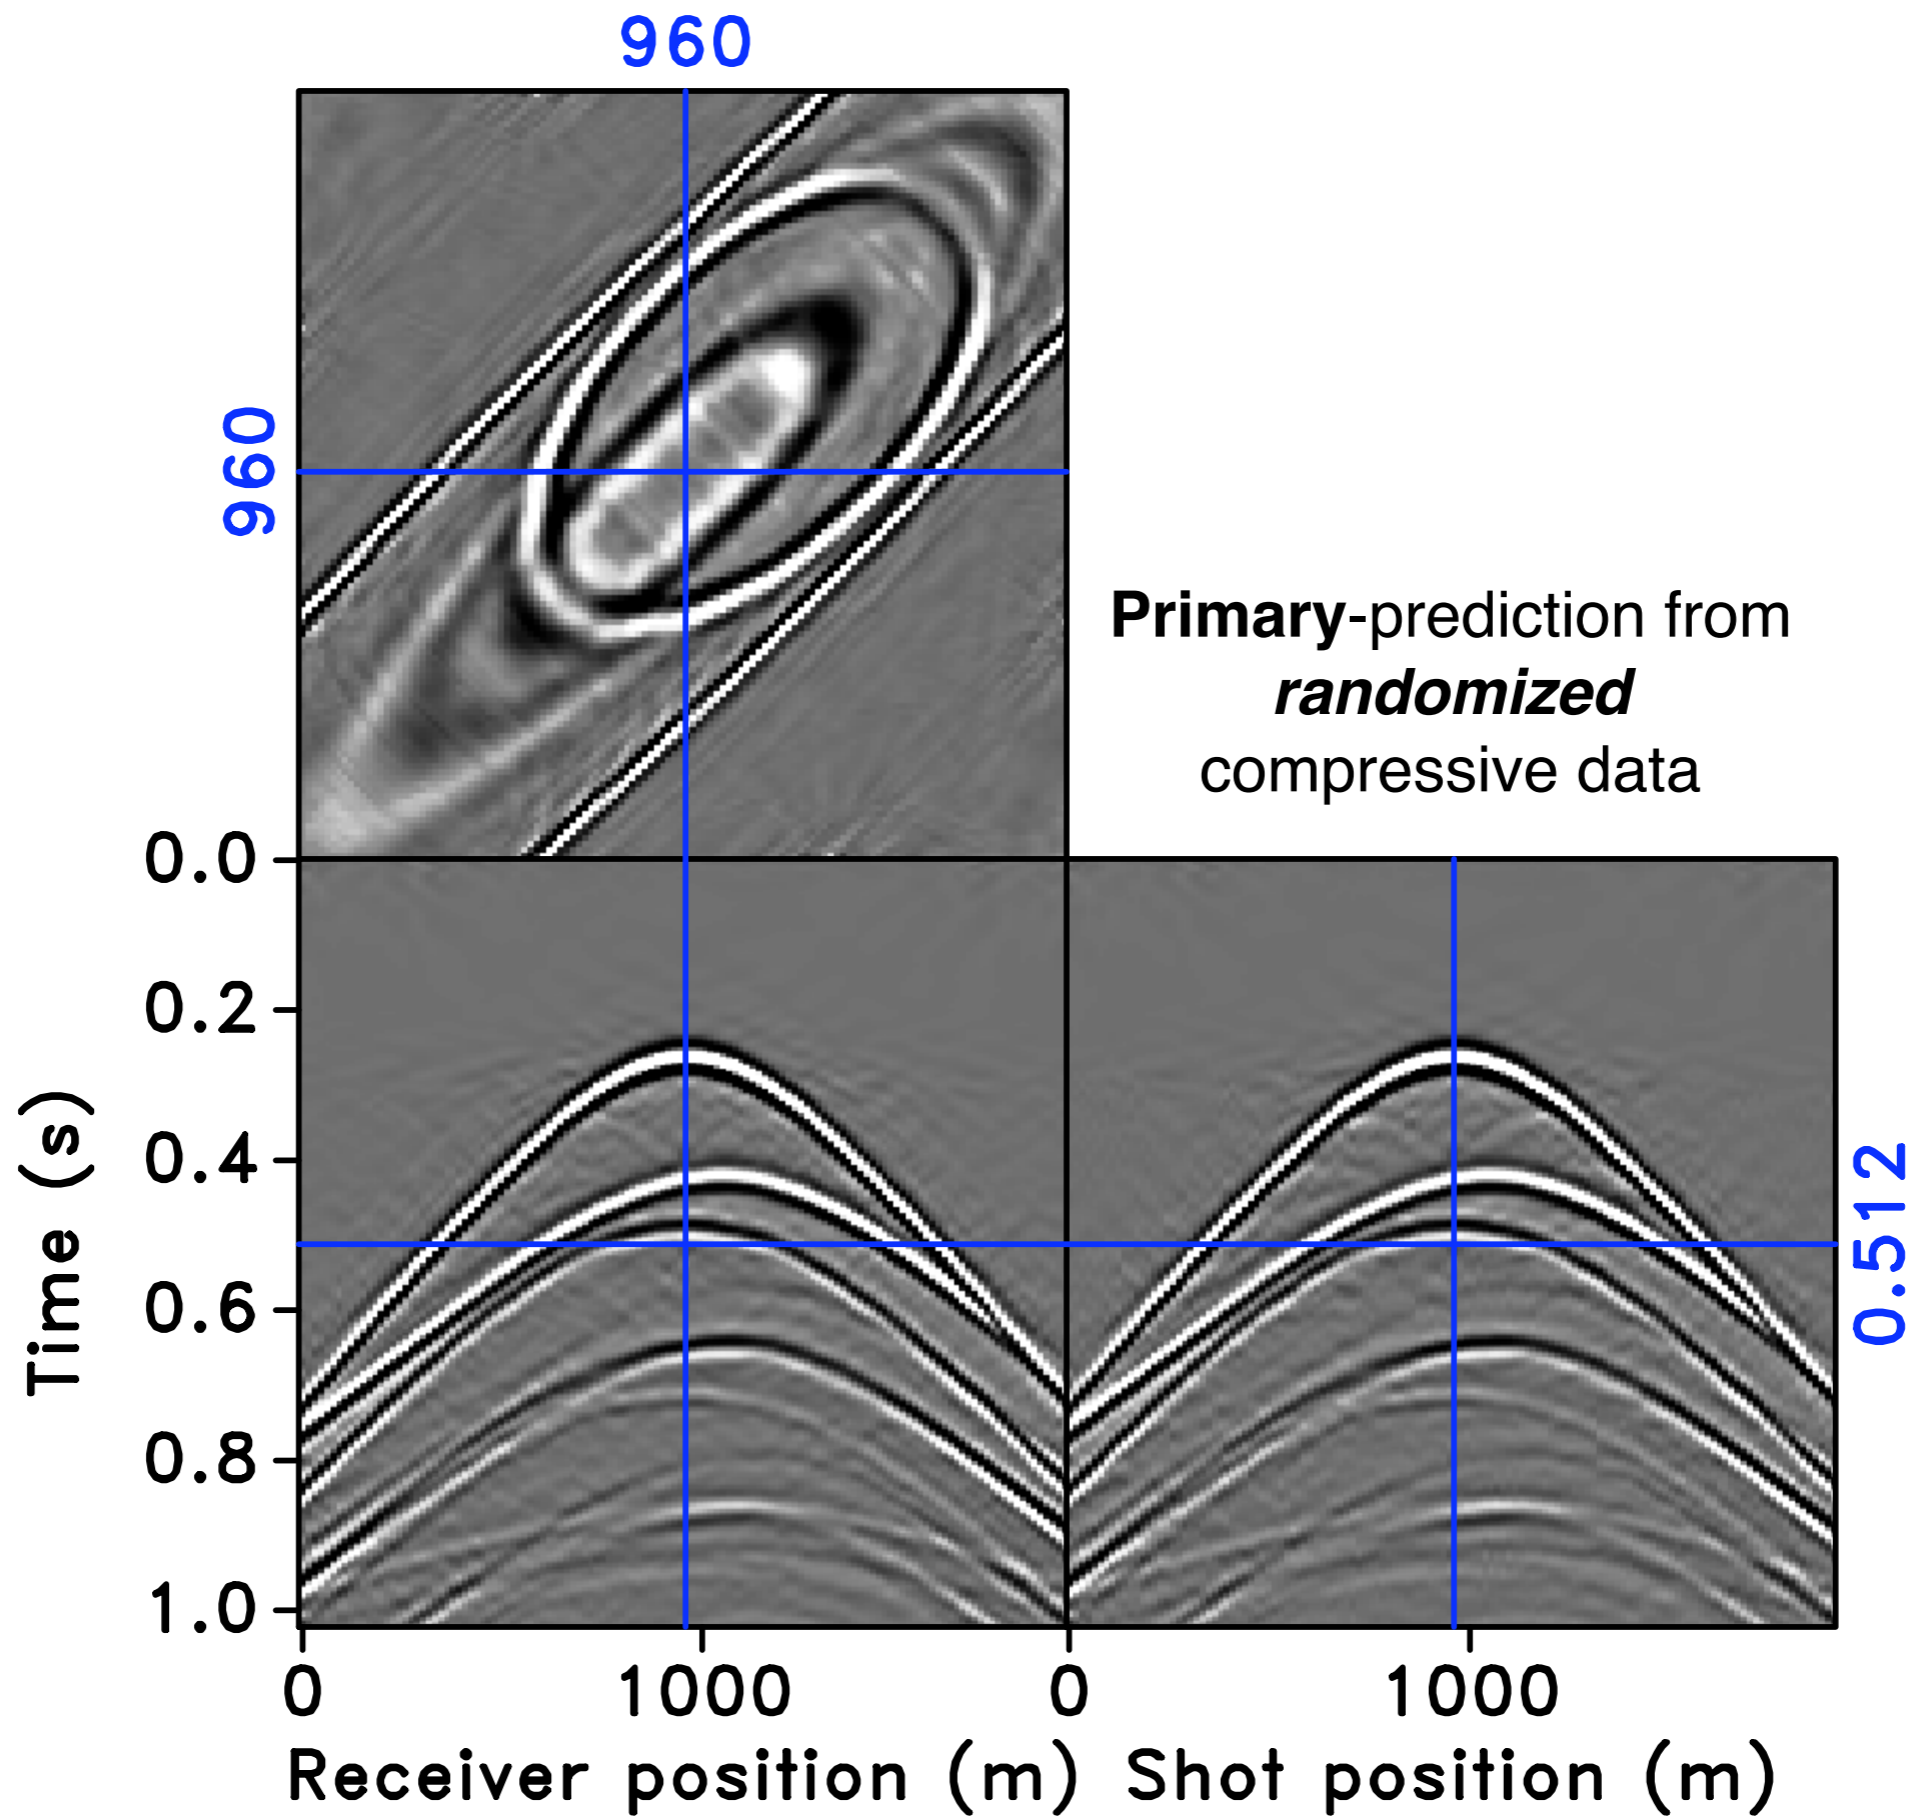 960
960
Primary-prediction from
randomized
compressive data
0.0
0.2
0.4
0.6
0.8
1.0
Time (s)
0.512
0 1000 0 1000
Receiver position (m) Shot position (m)